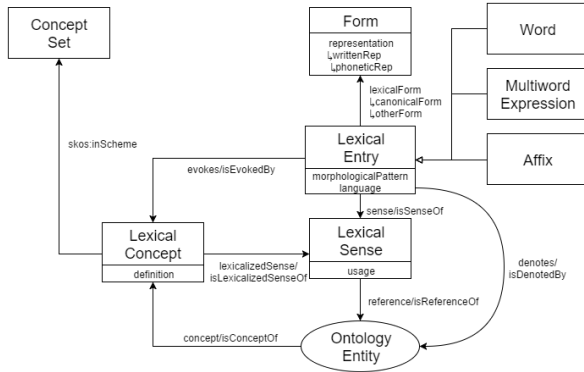 Concept
Set
Form
representation
↳writtenRep
↳phoneticRep
Word
Multiword
Expression
Affix
lexicalForm
↳canonicalForm
↳otherForm
skos:inScheme
Lexical
Entry
morphologicalPattern
language
evokes/isEvokedBy
sense/isSenseOf
Lexical
Concept
definition
lexicalizedSense/
isLexicalizedSenseOf
Lexical
Sense
usage
denotes/
isDenotedBy
reference/isReferenceOf
concept/isConceptOf
Ontology
Entity